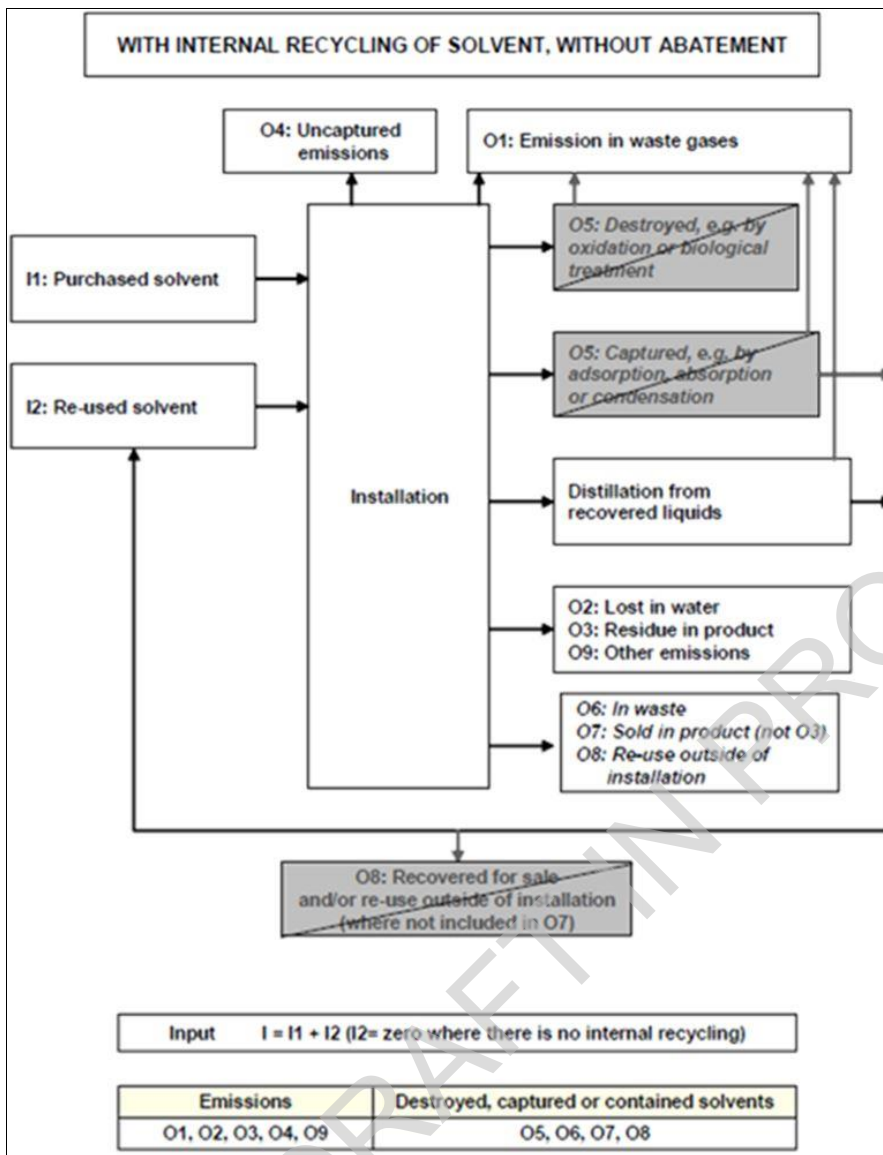 WITH INTERNAL RECYCLING OF SOLVENT, WITHOUT ABATEMENT
O4: Uncaptured
emissions
O1: Emission in waste gases
O5: Destroyed, e.g. by
oxidation or biological
treatment
I1: Purchased solvent
O5: Captured, e.g. by
adsorption, absorption
or condensation
I2: Re-used solvent
Installation
Distillation from
recovered liquids
O2: Lost in water
O3: Residue in product
O9: Other emissions
O6: In waste
O7: Sold in product (not O3)
O8: Re-use outside of
installation
O8: Recovered for sale
and/or re-use outside of installation
(where not included in O7)
Input I = I1 + I2 (I2= zero where there is no internal recycling)
Emissions Destroyed, captured or contained solvents
O1, O2, O3, O4, O9 O5, O6, O7, O8
DRAFT IN PRO